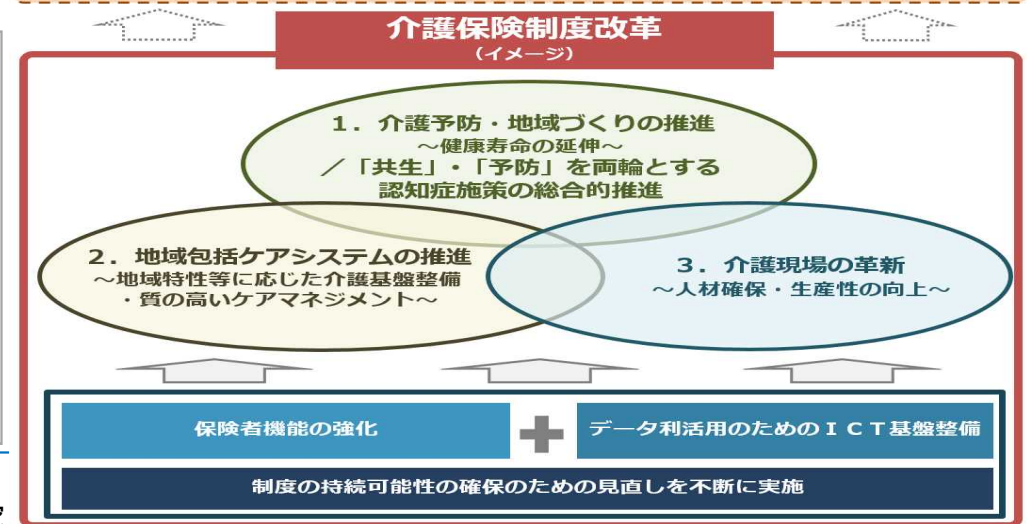 介護保険制度改革
（イメージ）
１．介護予防・地域づくりの推進
～健康寿命の延伸～
／「共生」・「予防」を両輪とする
認知症施策の総合的推進
２．地域包括ケアシステムの推進
～地域特性等に応じた介護基盤整備
・質の高いケアマネジメント～
３．介護現場の革新
～人材確保・生産性の向上～
保険者機能の強化
データ利活用のためのＩＣＴ基盤整備
制度の持続可能性の確保のための見直しを不断に実施